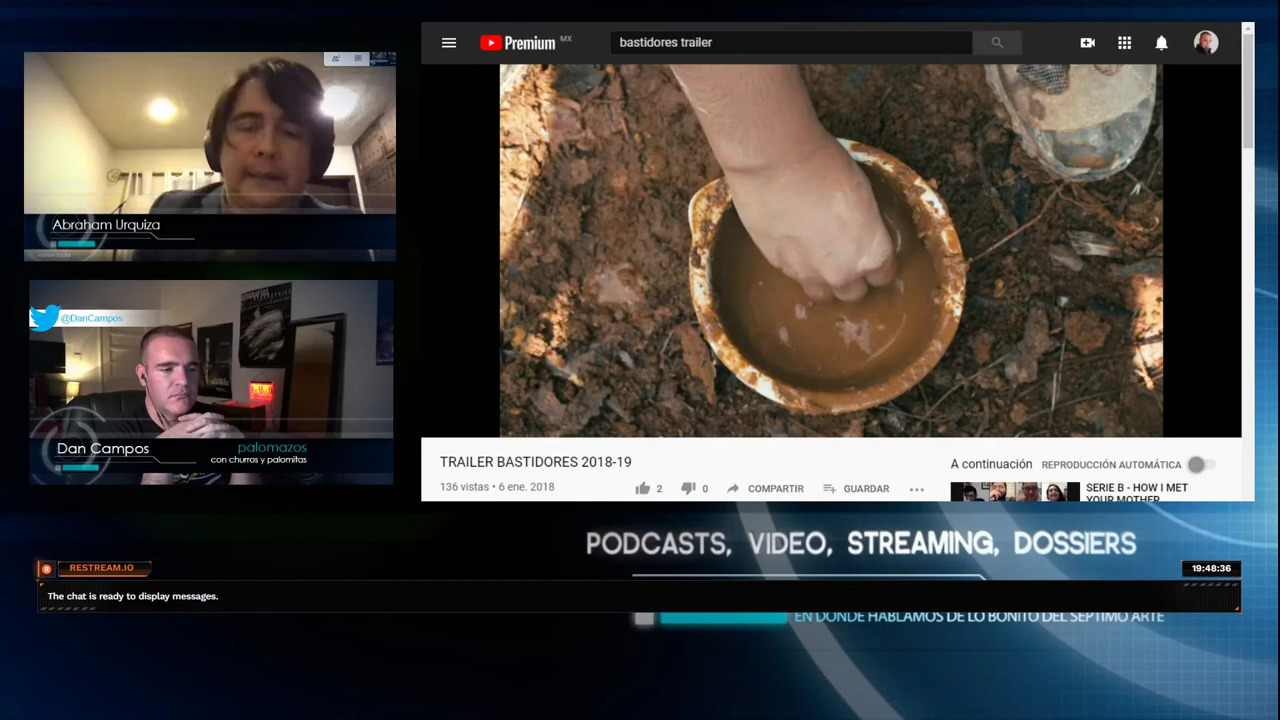 Premium MX
bastidores trailer
Abraham Urquiza
@DanCampos
Dan Campos
palomazos
con churros y palomitas
TRAILER BASTIDORES 2018-19
136 vistas • 6 ene. 2018
2
0
COMPARTIR
GUARDAR
A continuación
REPRODUCCIÓN AUTOMÁTICA
SERIE B - HOW I MET
YOUR MOTHER
PODCASTS, VIDEO, STREAMING, DOSSIERS
RESTREAM.IO
19:48:36
The chat is ready to display messages.
EN DONDE HABLAMOS DE LO BONITO DEL SÉPTIMO ARTE